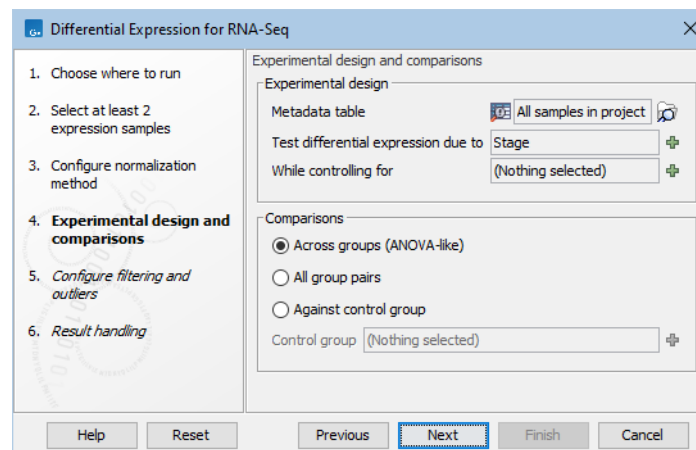 Differential Expression for RNA-Seq
1. Choose where to run
2. Select at least 2
expression samples
3. Configure normalization
method
4. Experimental design and
comparisons
5. Configure filtering and
outliers
6. Result handling
Experimental design and comparisons
Experimental design
Metadata table All samples in project
Test differential expression due to Stage
While controlling for (Nothing selected)
Comparisons
Across groups (ANOVA-like)
All group pairs
Against control group
Control group (Nothing selected)
Help Reset Previous Next Finish Cancel